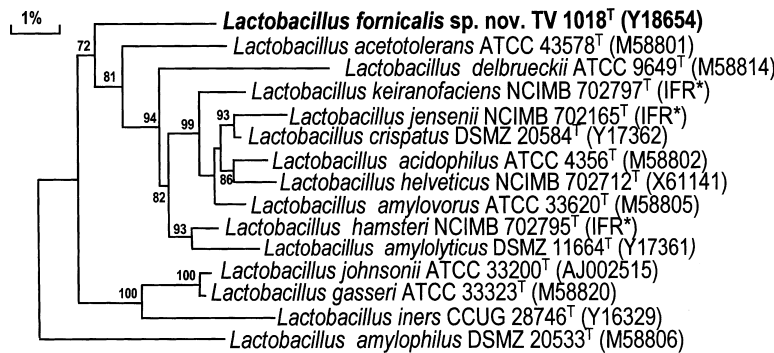 1%
Lactobacillus fornicalis sp. nov. TV 1018T (Y18654)
72
Lactobacillus acetotolerans ATCC 43578T (M58801)
81
Lactobacillus delbrueckii ATCC 9649T (M58814)
Lactobacillus keiranofaciens NCIMB 702797T (IFR*)
94
99
93
Lactobacillus jensenii NCIMB 702165T (IFR*)
Lactobacillus crispatus DSMZ 20584T (Y17362)
Lactobacillus acidophilus ATCC 4356T (M58802)
86
Lactobacillus helveticus NCIMB 702712T (X61141)
82
Lactobacillus amylovorus ATCC 33620T (M58805)
93
Lactobacillus hamsteri NCIMB 702795T (IFR*)
Lactobacillus amylolyticus DSMZ 11664T (Y17361)
100
Lactobacillus johnsonii ATCC 33200T (AJ002515)
100
Lactobacillus gasseri ATCC 33323T (M58820)
Lactobacillus iners CCUG 28746T (Y16329)
Lactobacillus amylophilus DSMZ 20533T (M58806)